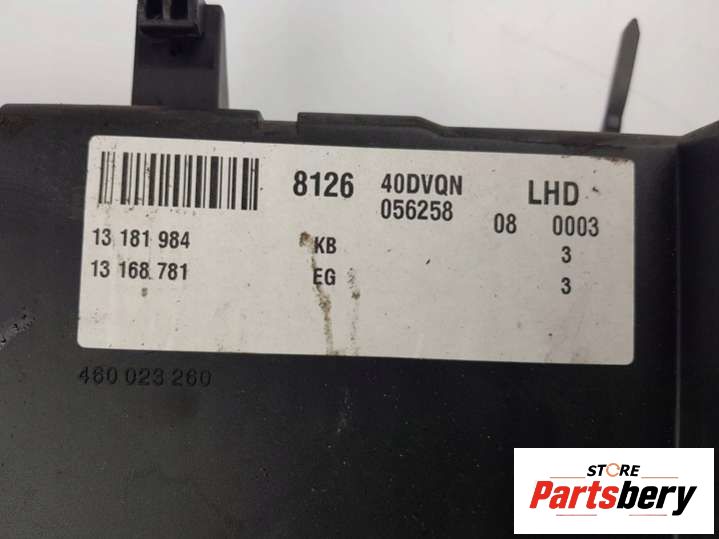 8126 40DVQN LHD
056258 08 0003
13 181 984 KB 3
13 168 781 EG 3
460 023 260
STORE
Partsbery